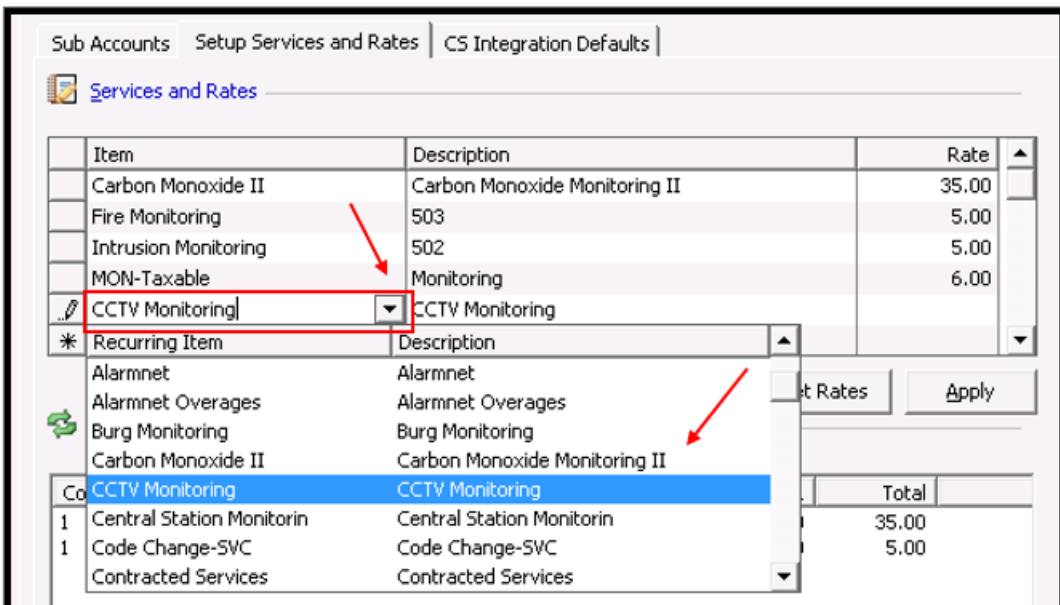 Sub Accounts Setup Services and Rates CS Integration Defaults
Services and Rates
Item Description Rate
Carbon Monoxide II Carbon Monoxide Monitoring II 35.00
Fire Monitoring 503 5.00
Intrusion Monitoring 502 5.00
MON-Taxable Monitoring 6.00
CCTV Monitoring CCTV Monitoring
Recurring Item Description
Alarmnet Alarmnet
Rates Apply
Alarmnet Overages Alarmnet Overages
Burg Monitoring Burg Monitoring
Carbon Monoxide II Carbon Monoxide Monitoring II
CCTV Monitoring CCTV Monitoring
Total
1 Central Station Monitorin Central Station Monitorin 35.00
1 Code Change-SVC Code Change-SVC 5.00
Contracted Services Contracted Services